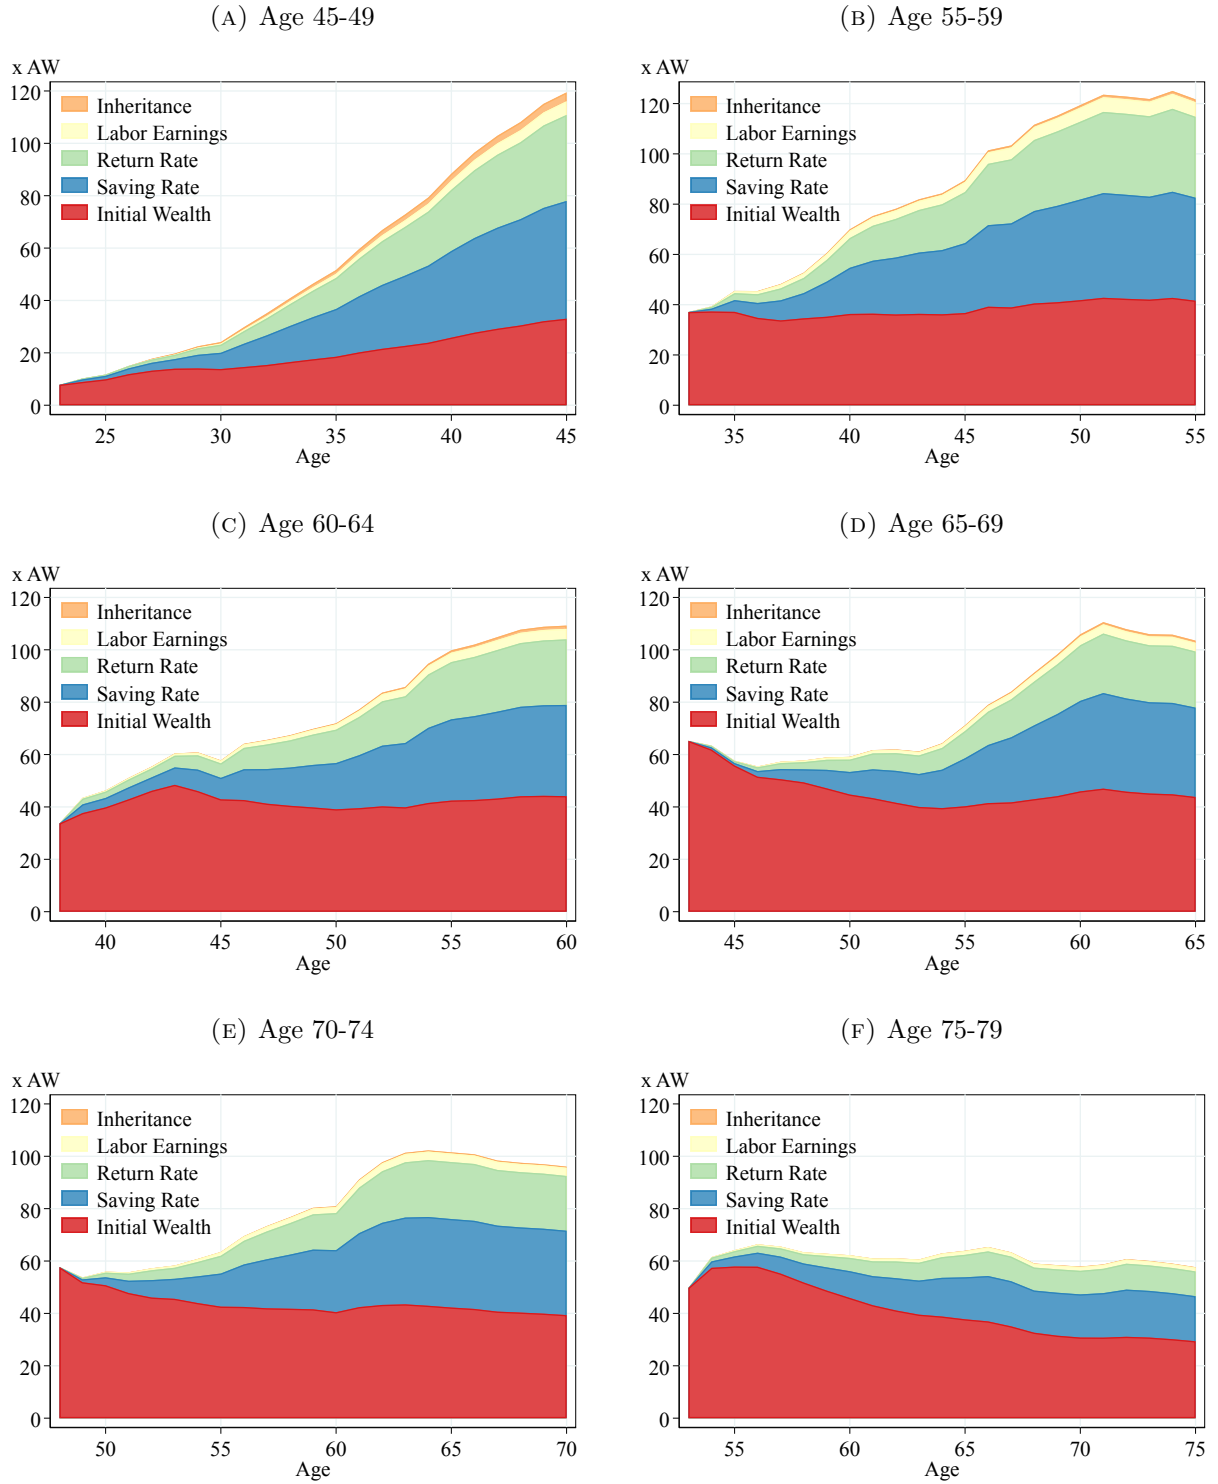 (A) Age 45-49
x AW
120
100
80
60
40
20
0
Inheritance
Labor Earnings
Return Rate
Saving Rate
Initial Wealth
25 30 35 40 45
Age
(B) Age 55-59
x AW
120
100
80
60
40
20
0
Inheritance
Labor Earnings
Return Rate
Saving Rate
Initial Wealth
35 40 45 50 55
Age
(C) Age 60-64
x AW
120
100
80
60
40
20
0
Inheritance
Labor Earnings
Return Rate
Saving Rate
Initial Wealth
40 45 50 55 60
Age
(D) Age 65-69
x AW
120
100
80
60
40
20
0
Inheritance
Labor Earnings
Return Rate
Saving Rate
Initial Wealth
45 50 55 60 65
Age
(E) Age 70-74
x AW
120
100
80
60
40
20
0
Inheritance
Labor Earnings
Return Rate
Saving Rate
Initial Wealth
50 55 60 65 70
Age
(F) Age 75-79
x AW
120
100
80
60
40
20
0
Inheritance
Labor Earnings
Return Rate
Saving Rate
Initial Wealth
55 60 65 70 75
Age